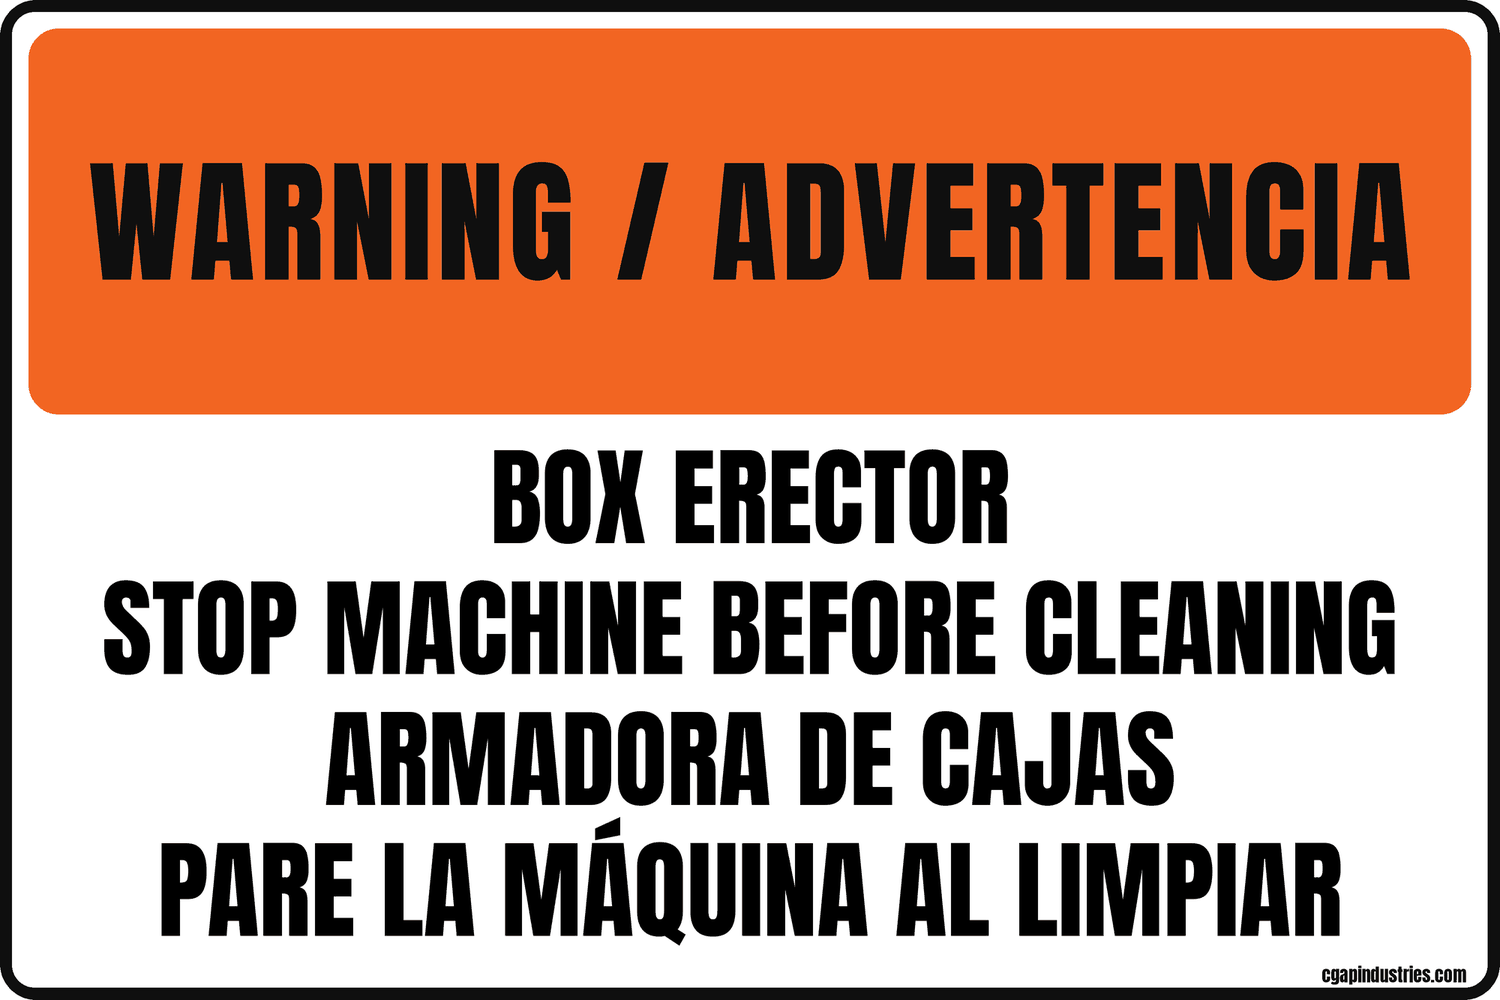 WARNING / ADVERTENCIA
BOX ERECTOR
STOP MACHINE BEFORE CLEANING
ARMADORA DE CAJAS
PARE LA MÁQUINA AL LIMPIAR
cgapindustries.com